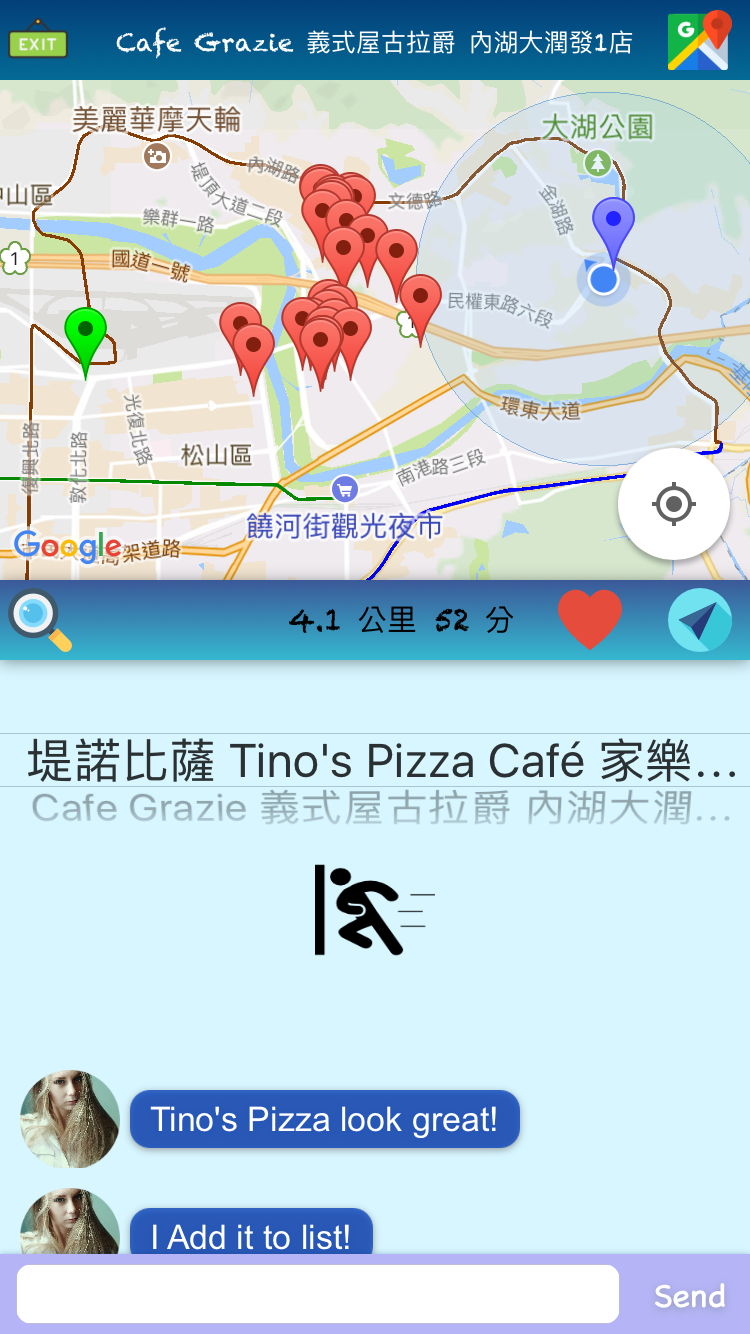 EXIT
Cafe Grazie 義式屋古拉爵 內湖大潤發1店
G
美麗華摩天輪
大湖公園
內湖路
中山區
堤頂大道二段
文德路
金湖路
樂群一路
1
國道一號
民權東路六段
1
光復北路
環東大道
復興北路
敦化北路
松山區
南港路三段
饒河街觀光夜市
Google
高架道路
4.1 公里 52 分
堤諾比薩 Tino's Pizza Café 家樂...
Cafe Grazie 義式屋古拉爵 內湖大潤...
Tino's Pizza look great!
I Add it to list!
Send